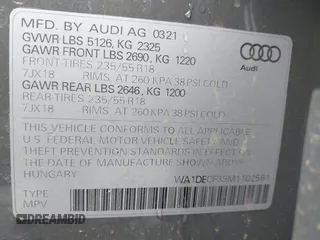 MFD. BY AUDI AG 03 21
GVWR LBS 5126, KG 2325
GAWR FRONT LBS 2690, KG 1220
FRONT TIRES 235/55 R18
7JX18 RIMS, AT 260 KPA 38 PSI COLD
GAWR REAR LBS 2646, KG 1200
REAR TIRES 235/55 R18
7JX18 RIMS, AT 260 KPA 38 PSI COLD
Audi
THIS VEHICLE CONFORMS TO ALL APPLICABLE
U.S. FEDERAL MOTOR VEHICLE SAFETY AND
THEFT PREVENTION STANDARDS IN EFFECT ON
THE DATE OF MANUFACTURE SHOWN ABOVE.
HUNGARY
TYPE
MPV
DREAMBID